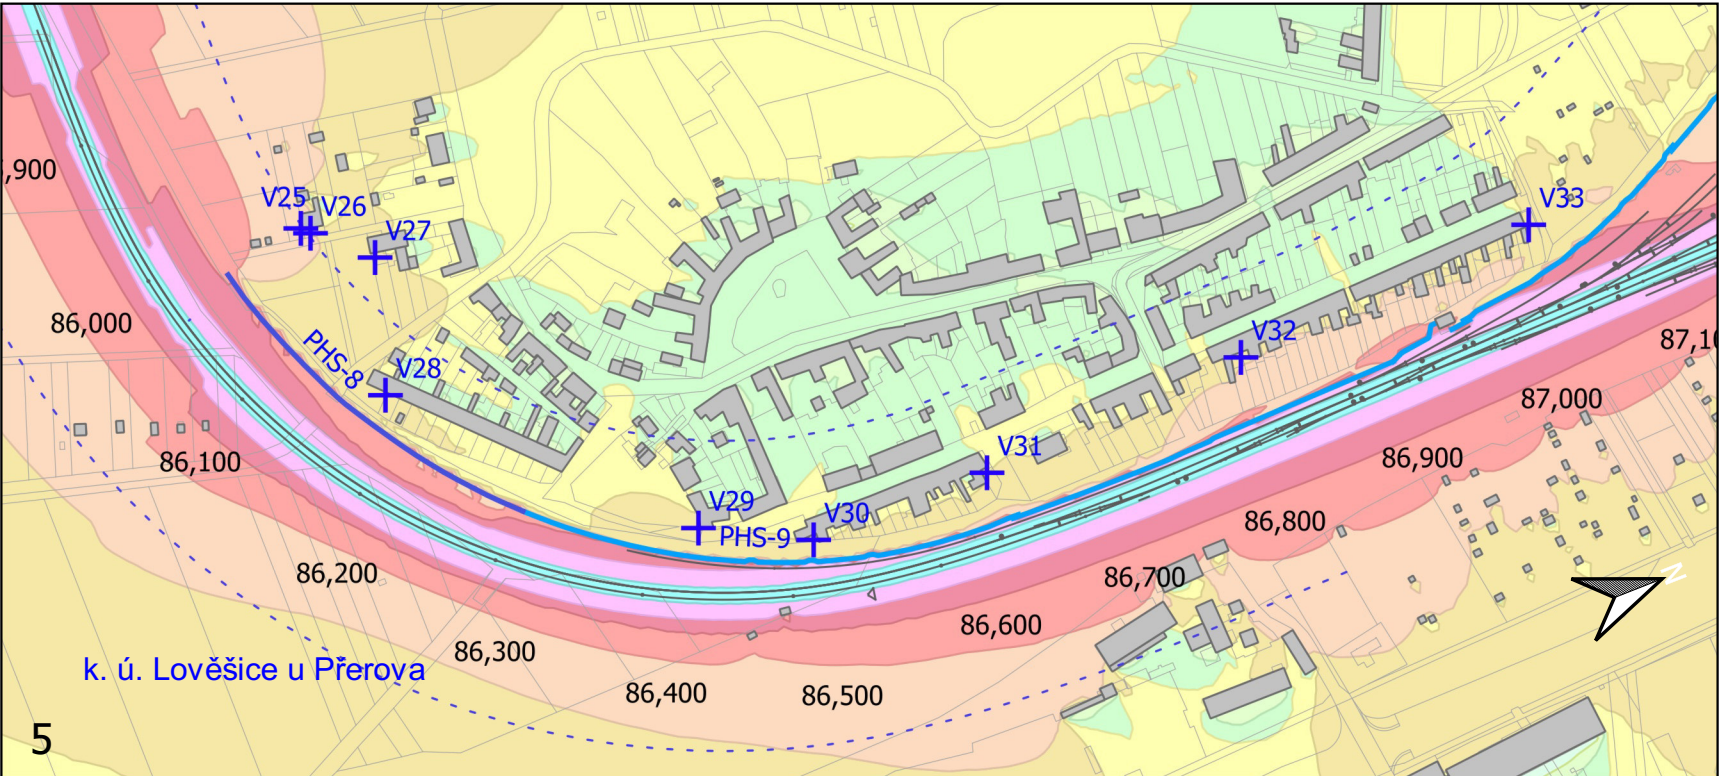 ,900
V25
V26
V27
V33
86,000
PHS-8
V28
V32
87,10
87,000
86,100
V31
86,900
V29
PHS-9
V30
86,800
86,200
86,700
N
86,600
86,300
k. ú. Lověšice u Přerova
86,400
86,500
5